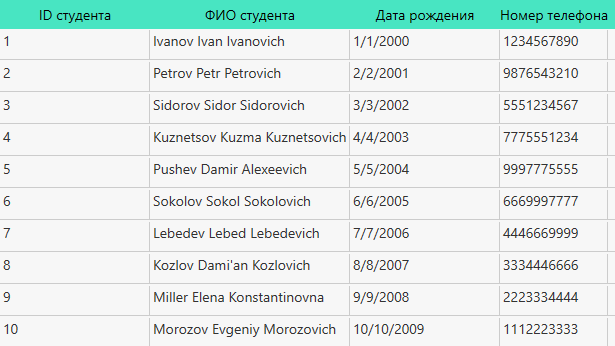 ID студента ФИО студента Дата рождения Номер телефона
1 Ivanov Ivan Ivanovich 1/1/2000 1234567890
2 Petrov Petr Petrovich 2/2/2001 9876543210
3 Sidorov Sidor Sidorovich 3/3/2002 5551234567
4 Kuznetsov Kuzma Kuznetsovich 4/4/2003 7775551234
5 Pushev Damir Alexeevich 5/5/2004 9997775555
6 Sokolov Sokol Sokolovich 6/6/2005 6669997777
7 Lebedev Lebed Lebedevich 7/7/2006 4446669999
8 Kozlov Dami'an Kozlovich 8/8/2007 3334446666
9 Miller Elena Konstantinovna 9/9/2008 2223334444
10 Morozov Evgeniy Morozovich 10/10/2009 1112223333